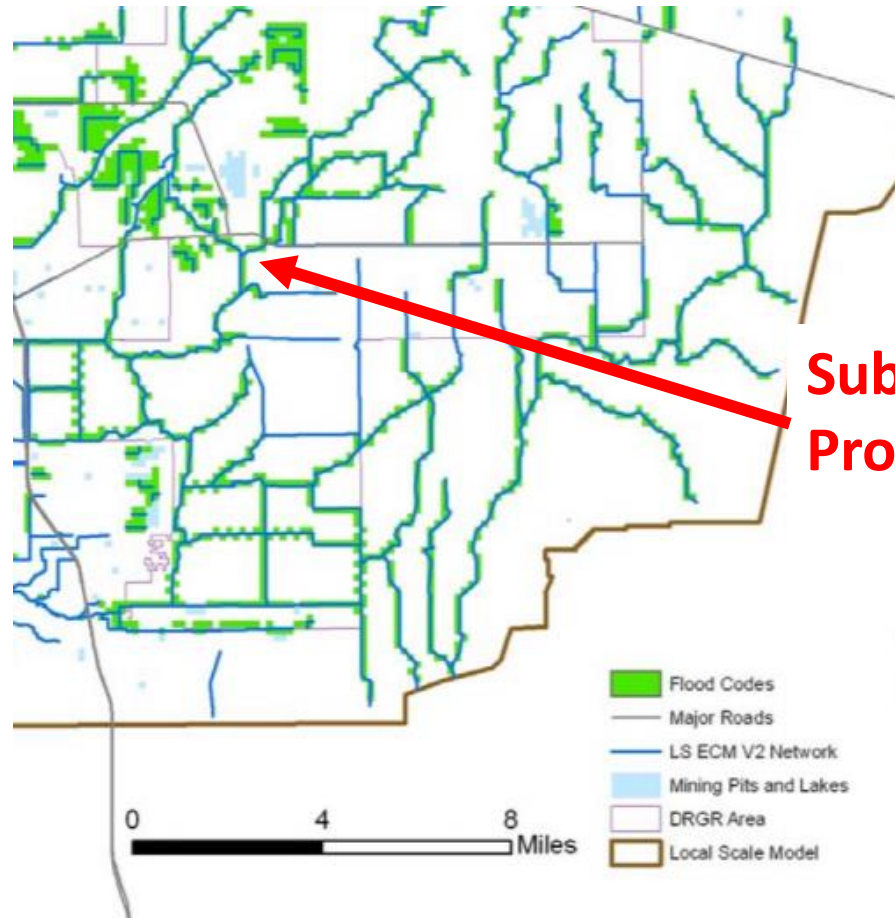 Sub
Pro
Flood Codes
Major Roads
LS ECM V2 Network
Mining Pits and Lakes
DRGR Area
Local Scale Model
0 4 8
Miles